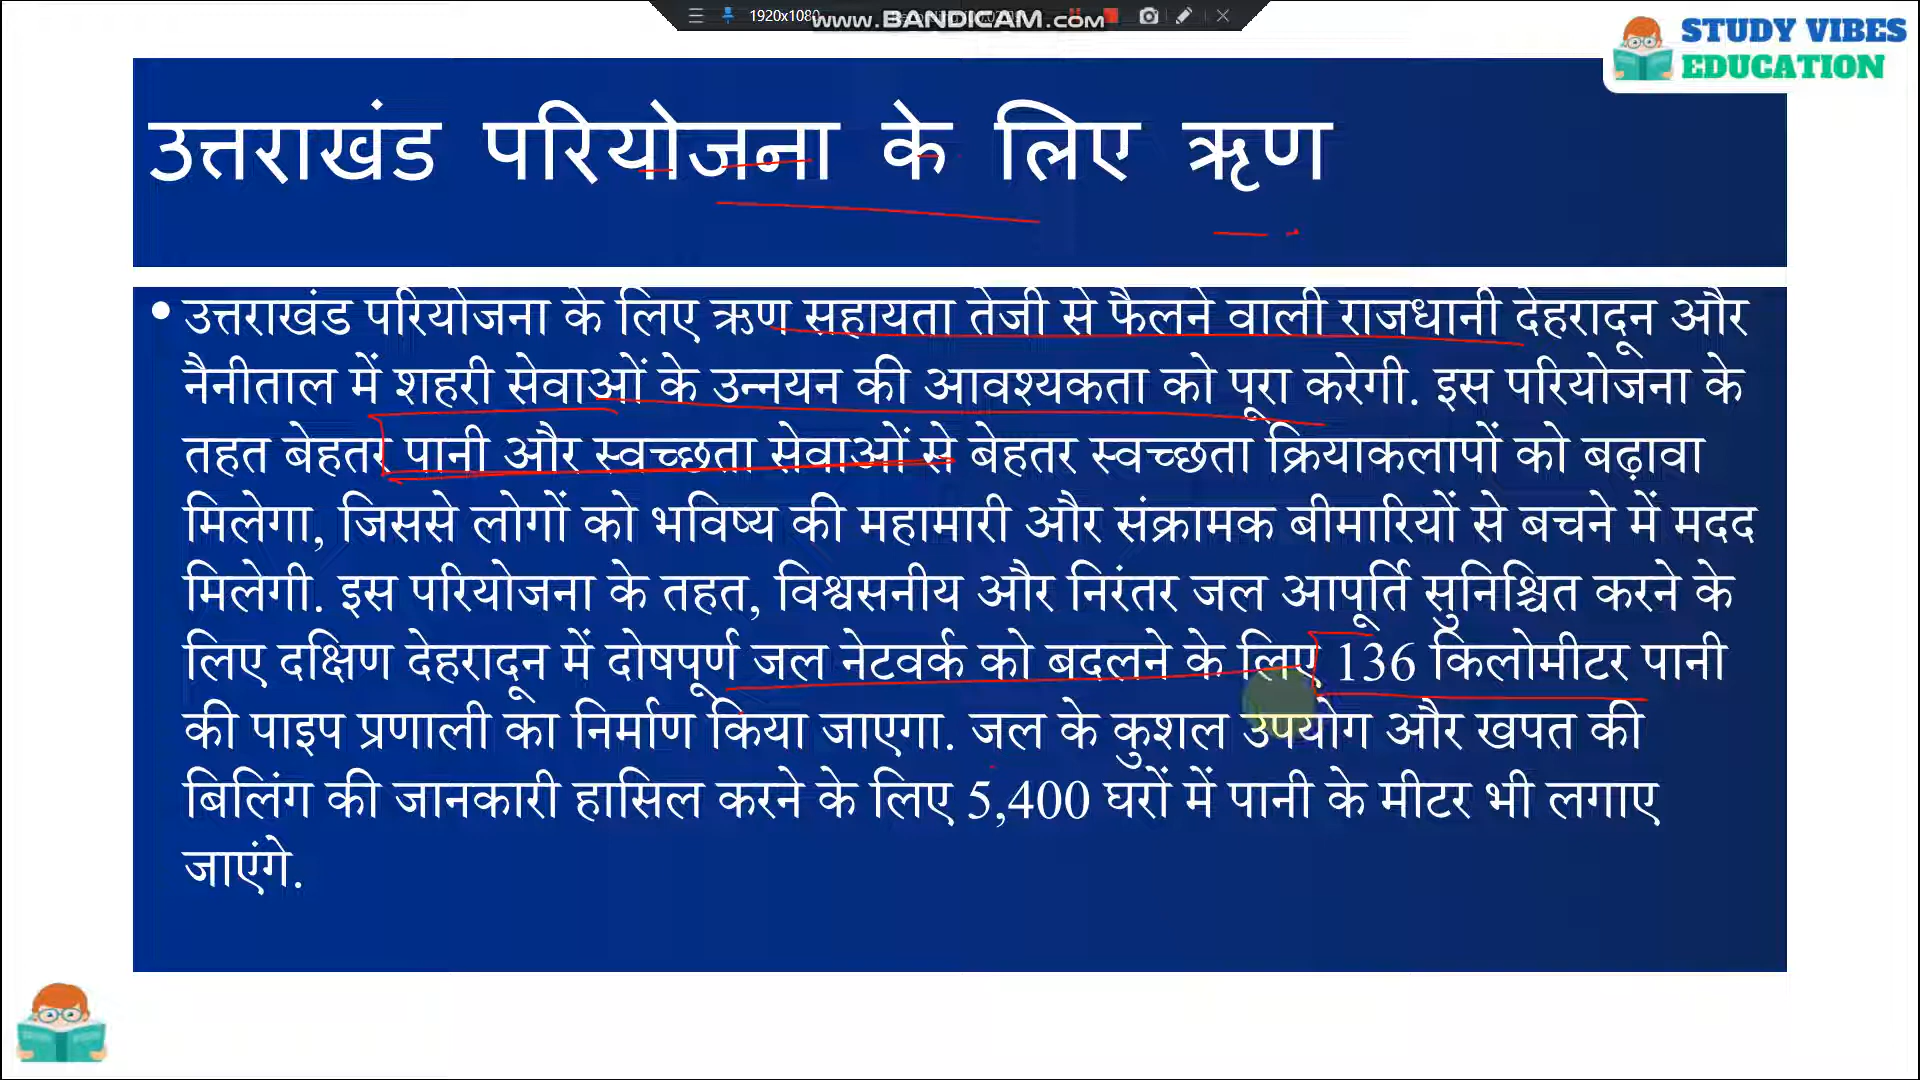 1920x1080
www.BANDICAM.com
STUDY VIBES
EDUCATION
उत्तराखंड परियोजना के लिए ऋण
• उत्तराखंड परियोजना के लिए ऋण सहायता तेजी से फैलने वाली राजधानी देहरादून और
नैनीताल में शहरी सेवाओं के उन्नयन की आवश्यकता को पूरा करेगी. इस परियोजना के
तहत बेहतर पानी और स्वच्छता सेवाओं से बेहतर स्वच्छता क्रियाकलापों को बढ़ावा
मिलेगा, जिससे लोगों को भविष्य की महामारी और संक्रामक बीमारियों से बचने में मदद
मिलेगी. इस परियोजना के तहत, विश्वसनीय और निरंतर जल आपूर्ति सुनिश्चित करने के
लिए दक्षिण देहरादून में दोषपूर्ण जल नेटवर्क को बदलने के लिए 136 किलोमीटर पानी
की पाइप प्रणाली का निर्माण किया जाएगा. जल के कुशल उपयोग और खपत की
बिलिंग की जानकारी हासिल करने के लिए 5,400 घरों में पानी के मीटर भी लगाए
जाएंगे.